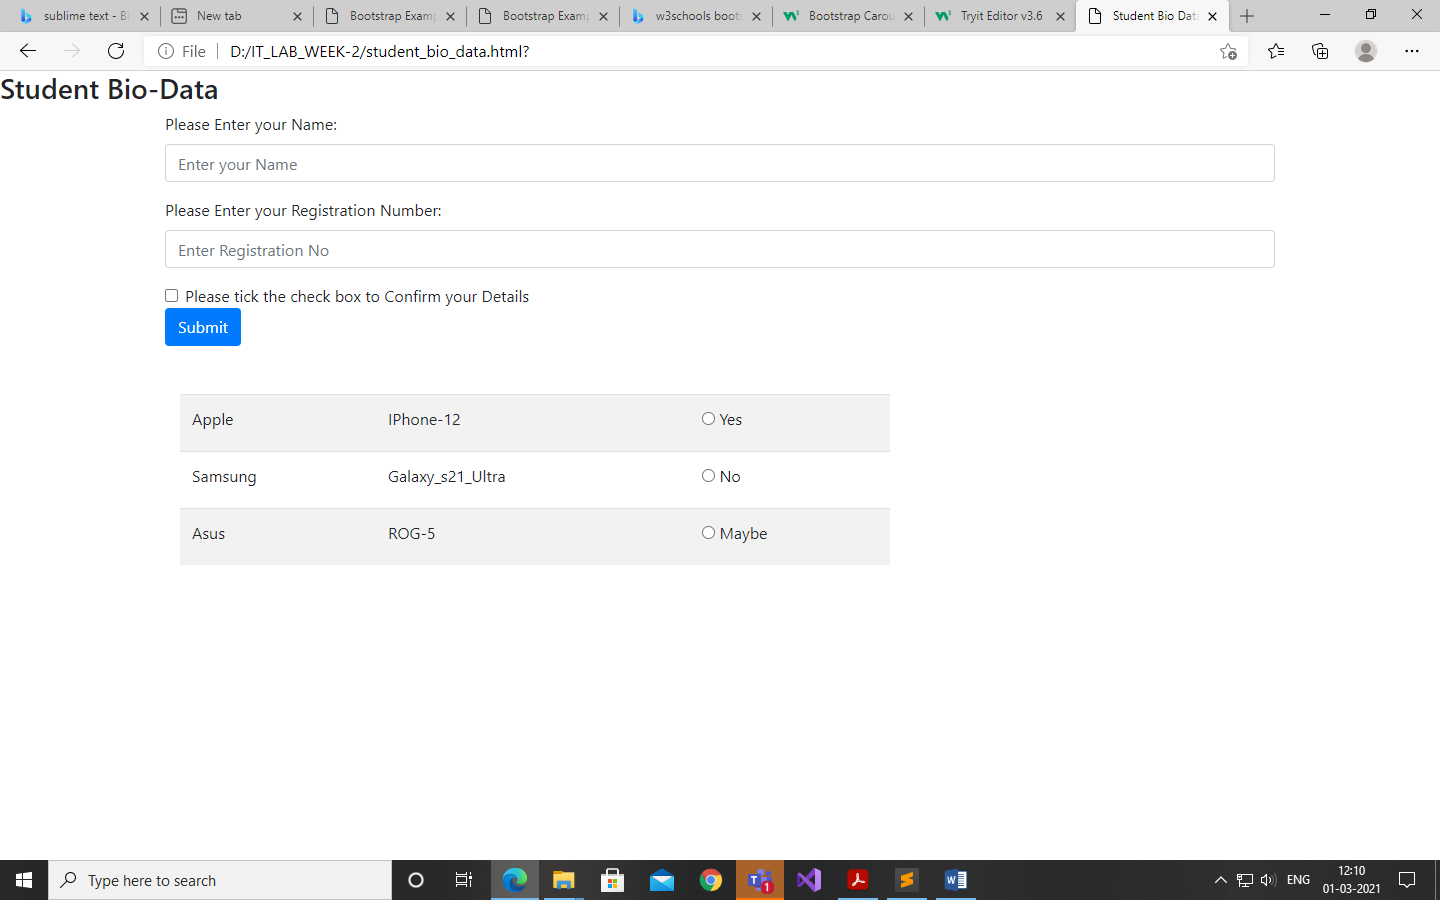 sublime text - Bi
New tab
Bootstrap Examp
Bootstrap Examp
w3schools boots
Bootstrap Carou
Tryit Editor v3.6
Student Bio Data
File
D:/IT_LAB_WEEK-2/student_bio_data.html?
Student Bio-Data
Please Enter your Name:
Enter your Name
Please Enter your Registration Number:
Enter Registration No
Please tick the check box to Confirm your Details
Submit
Apple IPhone-12 Yes
Samsung Galaxy_s21_Ultra No
Asus ROG-5 Maybe
Type here to search
1
ENG
12:10
01-03-2021